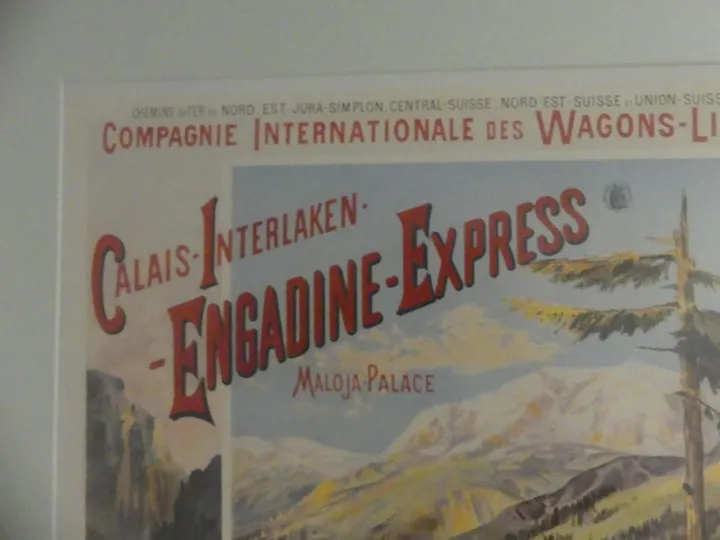 CHEMINS DE FER DU NORD, EST, JURA-SIMPLON, CENTRAL-SUISSE, NORD-EST-SUISSE ET UNION-SUISS
COMPAGNIE INTERNATIONALE DES WAGONS-LI
CALAIS-INTERLAKEN-
-ENGADINE-EXPRESS
MALOJA-PALACE